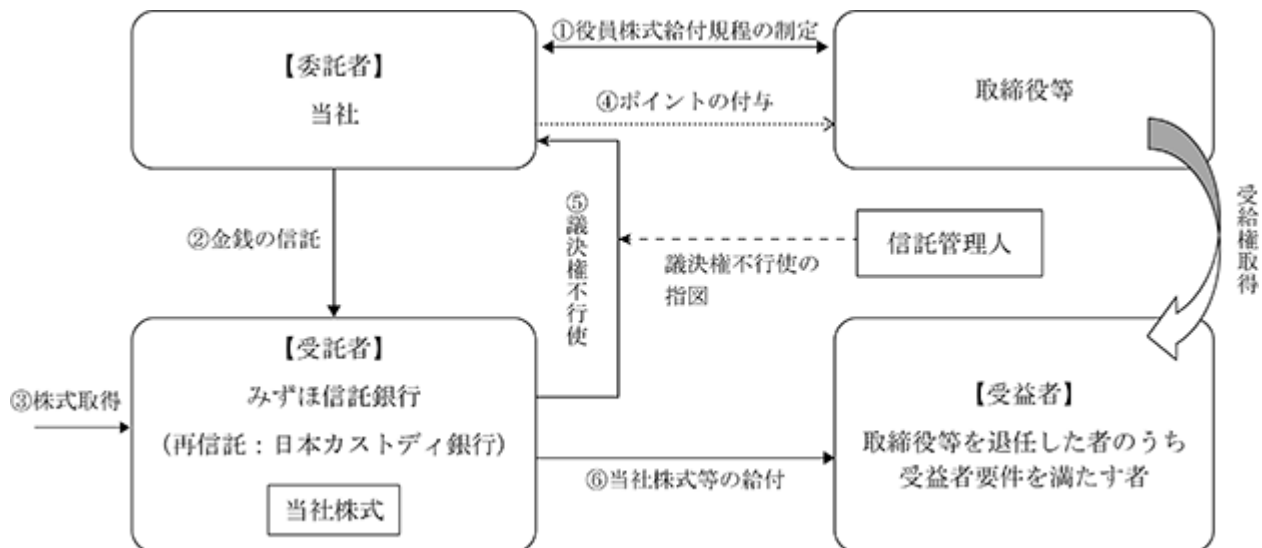 ①役員株式給付規程の制定
【委託者】
当社
取締役等
④ポイントの付与
②金銭の信託
⑤議決権不行使
議決権不行使の
指図
信託管理人
受給権取得
【受託者】
みずほ信託銀行
(再信託:日本カストディ銀行)
当社株式
③株式取得
【受益者】
取締役等を退任した者のうち
受益者要件を満たす者
⑥当社株式等の給付